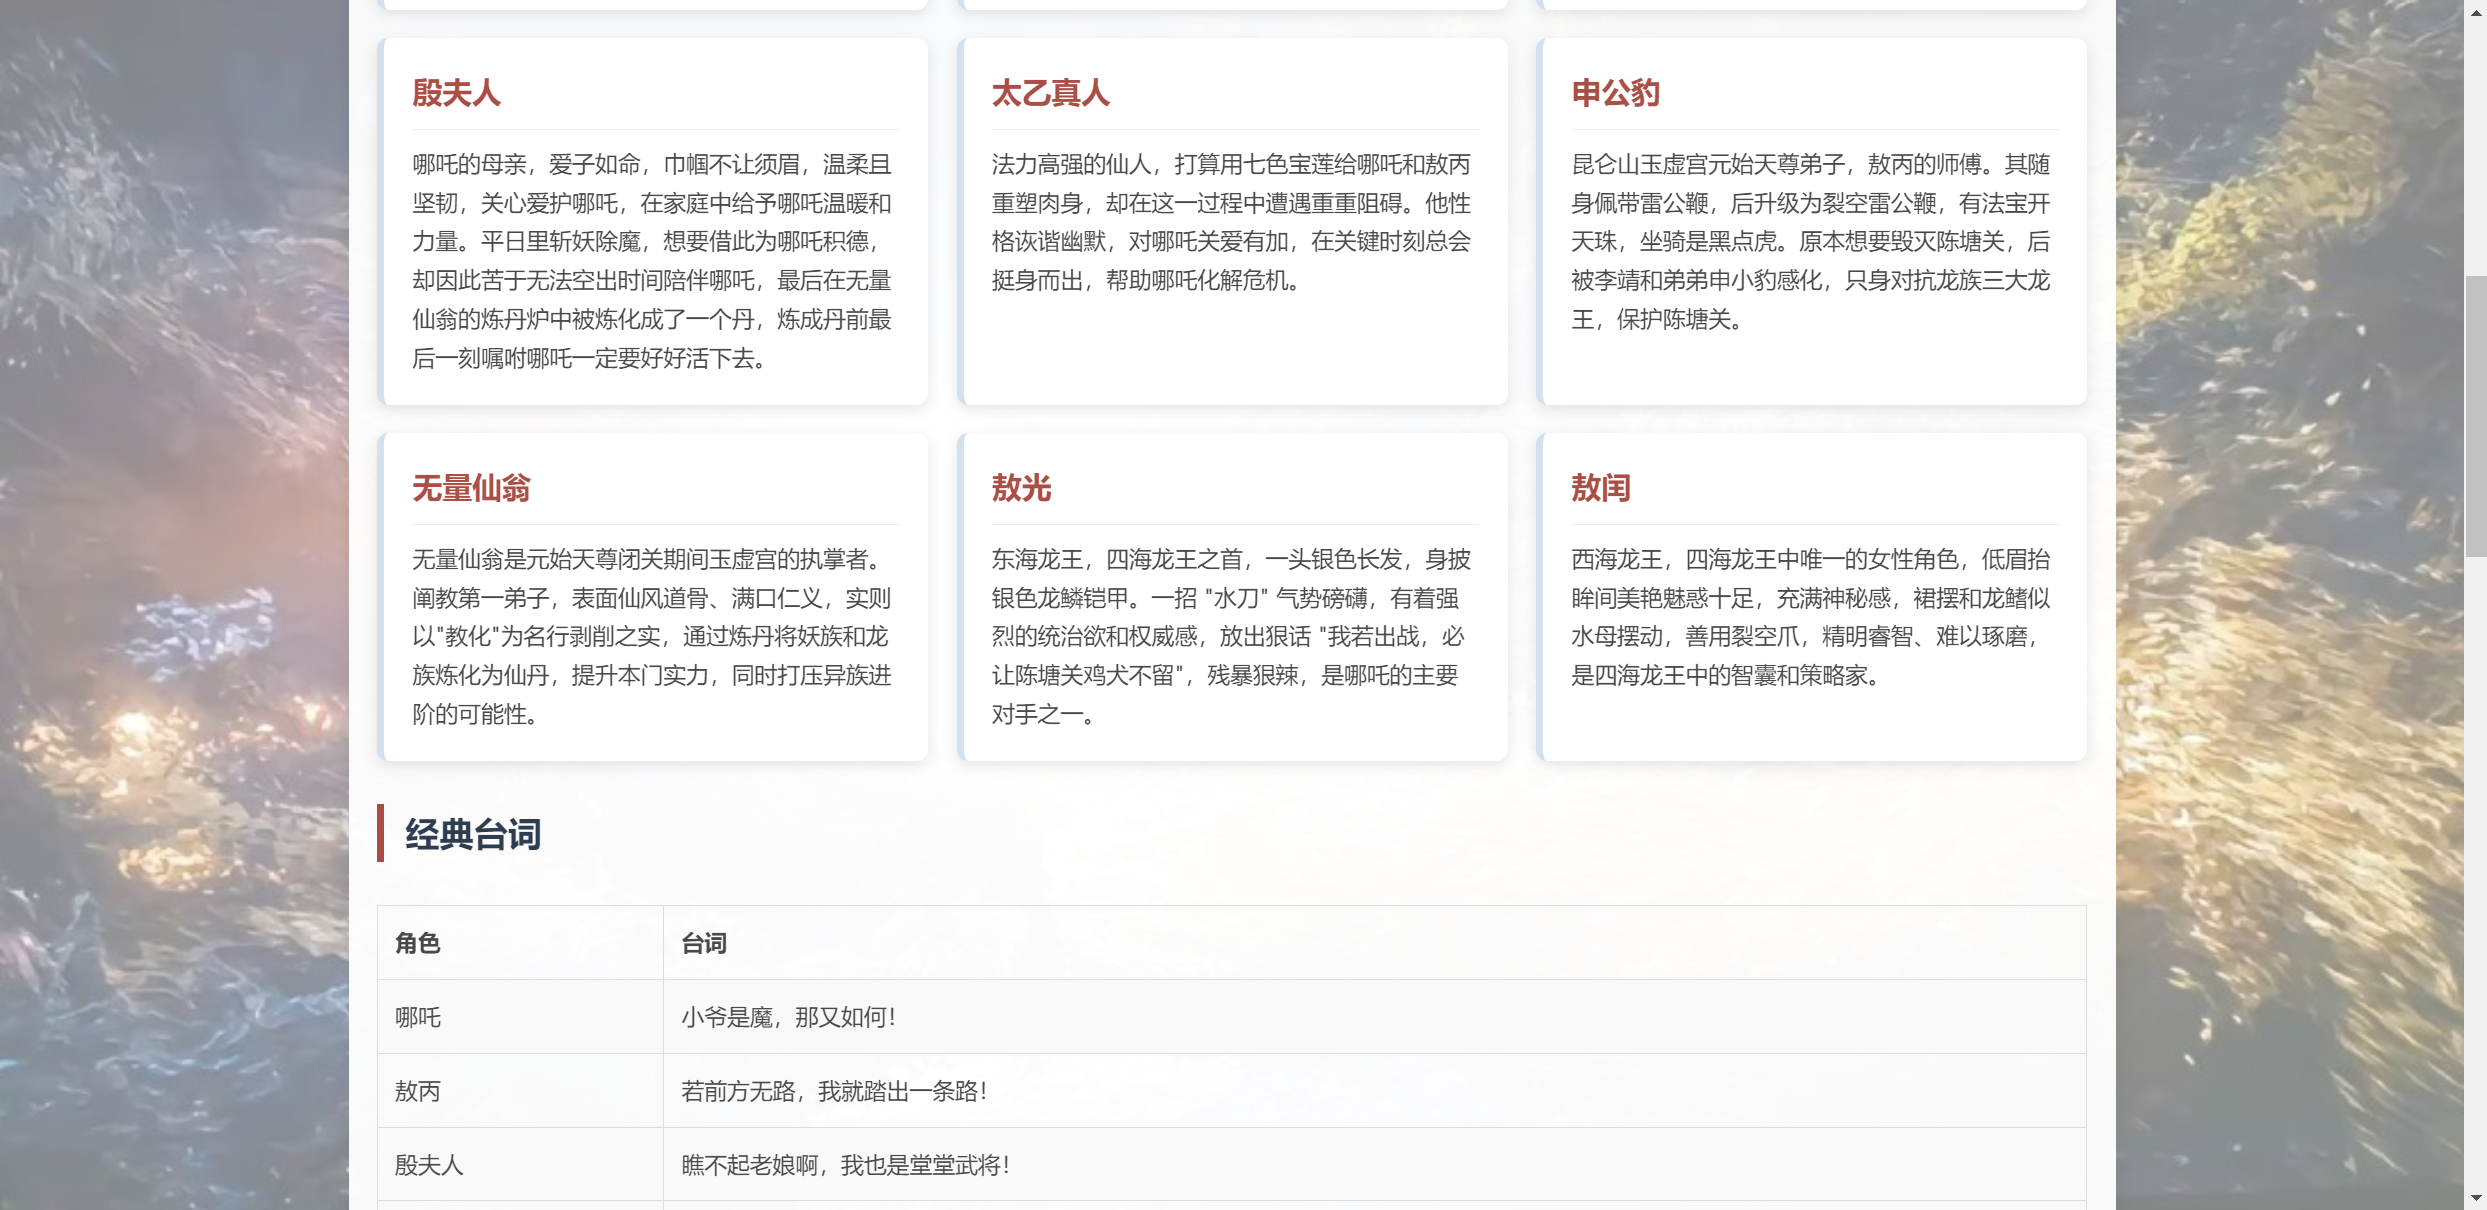 殷夫人
哪吒的母亲，爱子如命，巾帼不让须眉，温柔且
坚韧，关心爱护哪吒，在家庭中给予哪吒温暖和
力量。平日里斩妖除魔，想要借此为哪吒积德，
却因此苦于无法空出时间陪伴哪吒，最后在无量
仙翁的炼丹炉中被炼化成了一个丹，炼成丹前最
后一刻嘱咐哪吒一定要好好活下去。
太乙真人
法力高强的仙人，打算用七色宝莲给哪吒和敖丙
重塑肉身，却在这一过程中遭遇重重阻碍。他性
格诙谐幽默，对哪吒关爱有加，在关键时刻总会
挺身而出，帮助哪吒化解危机。
申公豹
昆仑山玉虚宫元始天尊弟子，敖丙的师傅。其随
身佩带雷公鞭，后升级为裂空雷公鞭，有法宝开
天珠，坐骑是黑点虎。原本想要毁灭陈塘关，后
被李靖和弟弟申小豹感化，只身对抗龙族三大龙
王，保护陈塘关。
无量仙翁
无量仙翁是元始天尊闭关期间玉虚宫的执掌者。
阐教第一弟子，表面仙风道骨、满口仁义，实则
以"教化"为名行剥削之实，通过炼丹将妖族和龙
族炼化为仙丹，提升本门实力，同时打压异族进
阶的可能性。
敖光
东海龙王，四海龙王之首，一头银色长发，身披
银色龙鳞铠甲。一招 "水刀" 气势磅礴，有着强
烈的统治欲和权威感，放出狠话 "我若出战，必
让陈塘关鸡犬不留"，残暴狠辣，是哪吒的主要
对手之一。
敖闰
西海龙王，四海龙王中唯一的女性角色，低眉抬
眸间美艳魅惑十足，充满神秘感，裙摆和龙鳍似
水母摆动，善用裂空爪，精明睿智、难以琢磨，
是四海龙王中的智囊和策略家。
经典台词
角色 台词
哪吒 小爷是魔，那又如何！
敖丙 若前方无路，我就踏出一条路！
殷夫人 瞧不起老娘啊，我也是堂堂武将！